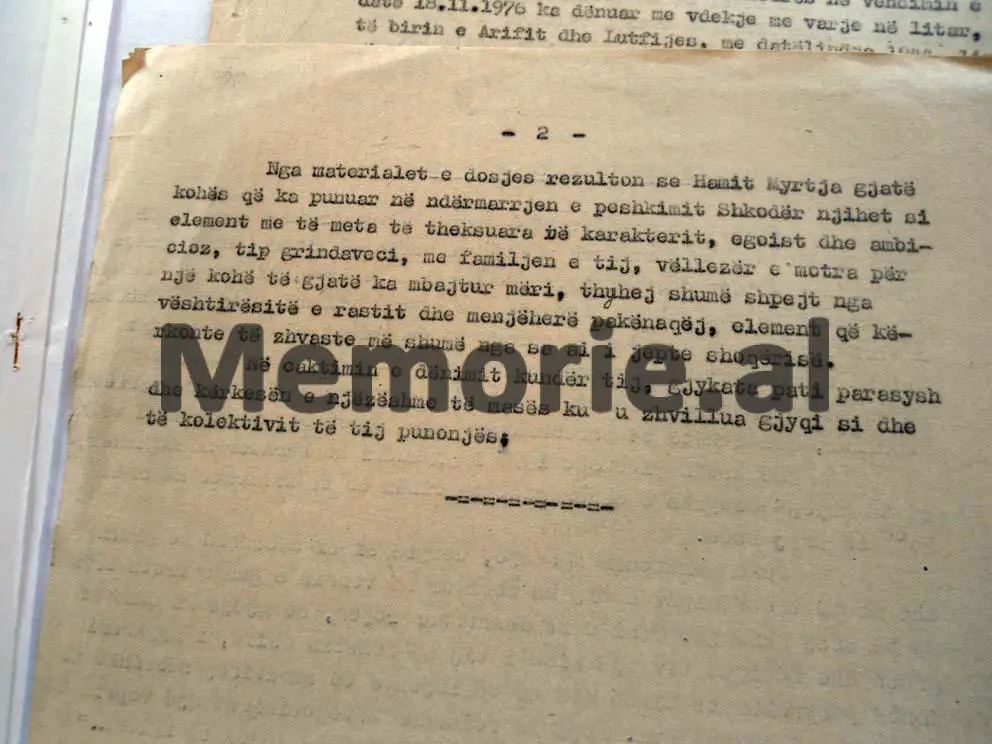 date 18.11.1976 ka dënuar me vdekje me varje në litar,
të birin e Arifit dhe Lutfijes, me datëlindje
- 2 -
Nga materialet e dosjes rezulton se Hamit Myrtja gjatë
kohës që ka punuar në ndërmarrjen e peshkimit Shkodër njihet si
element me të meta të theksuara në karakterit, egoist dhe ambi-
cioz, tip grindaveci, me familjen e tij, vëllezër e motra për
një kohë të gjatë ka mbajtur mëri, thyhej shumë shpejt nga
vështirësitë e rastit dhe menjëherë pakënaqëj, element që kë-
rkonte të zhvaste më shumë nga sa ai i jepte shoqërisë.
Në caktimin e dënimit kundër tij, gjykata pati parasysh
dhe kërkesën e njëzëshme të masës ku u zhvillua gjyqi si dhe
të kolektivit të tij punonjës;
Memorie.al